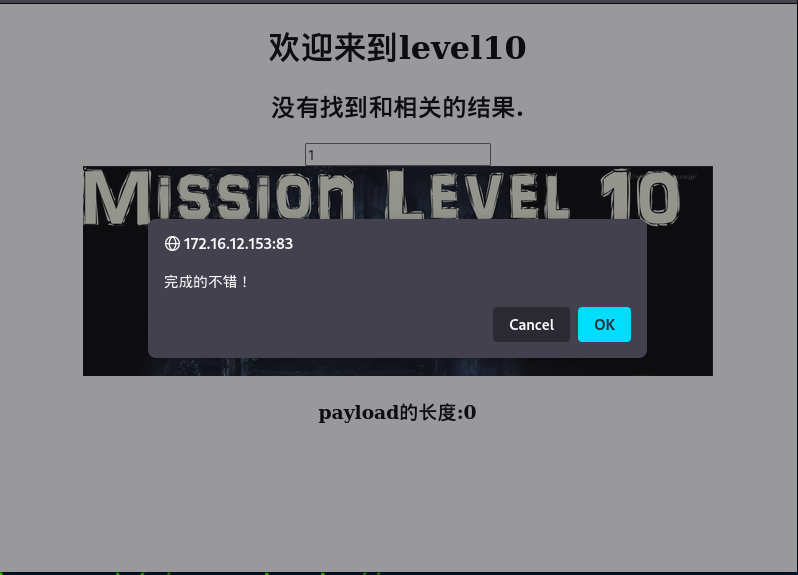 欢迎来到level10
没有找到和相关的结果.
1
Mission Level 10
172.16.12.153:83
完成的不错！
Cancel
OK
payload的长度:0